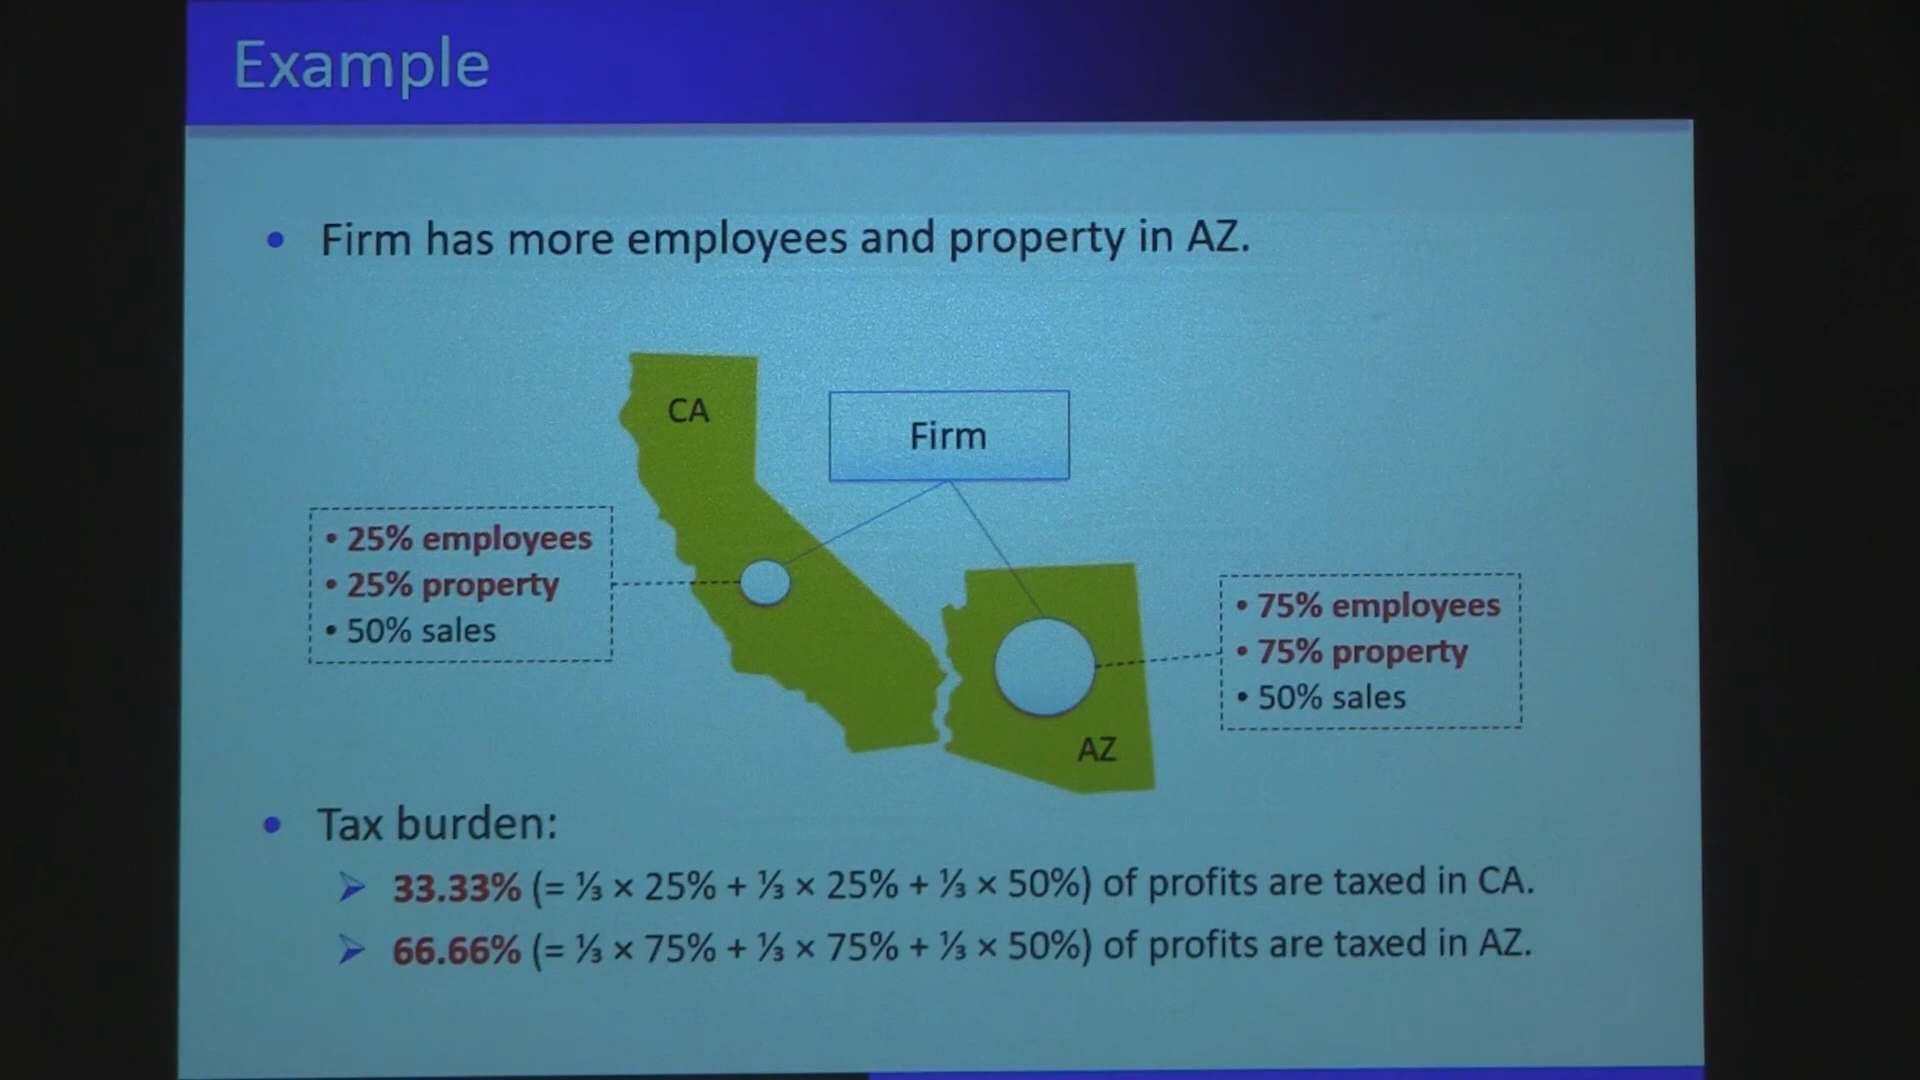 Example
• Firm has more employees and property in AZ.
CA
Firm
• 25% employees
• 25% property
• 50% sales
• 75% employees
• 75% property
• 50% sales
AZ
• Tax burden:
➢ 33.33% (= ⅓ × 25% + ⅓ × 25% + ⅓ × 50%) of profits are taxed in CA.
➢ 66.66% (= ⅓ × 75% + ⅓ × 75% + ⅓ × 50%) of profits are taxed in AZ.